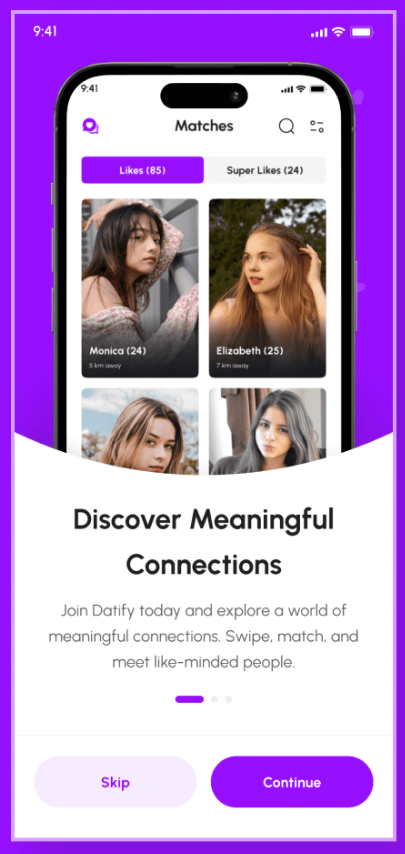 9:41
9:41
Matches
Likes (85)
Super Likes (24)
Monica (24)
5 km away
Elizabeth (25)
7 km away
Discover Meaningful
Connections
Join Datify today and explore a world of
meaningful connections. Swipe, match, and
meet like-minded people.
Skip
Continue